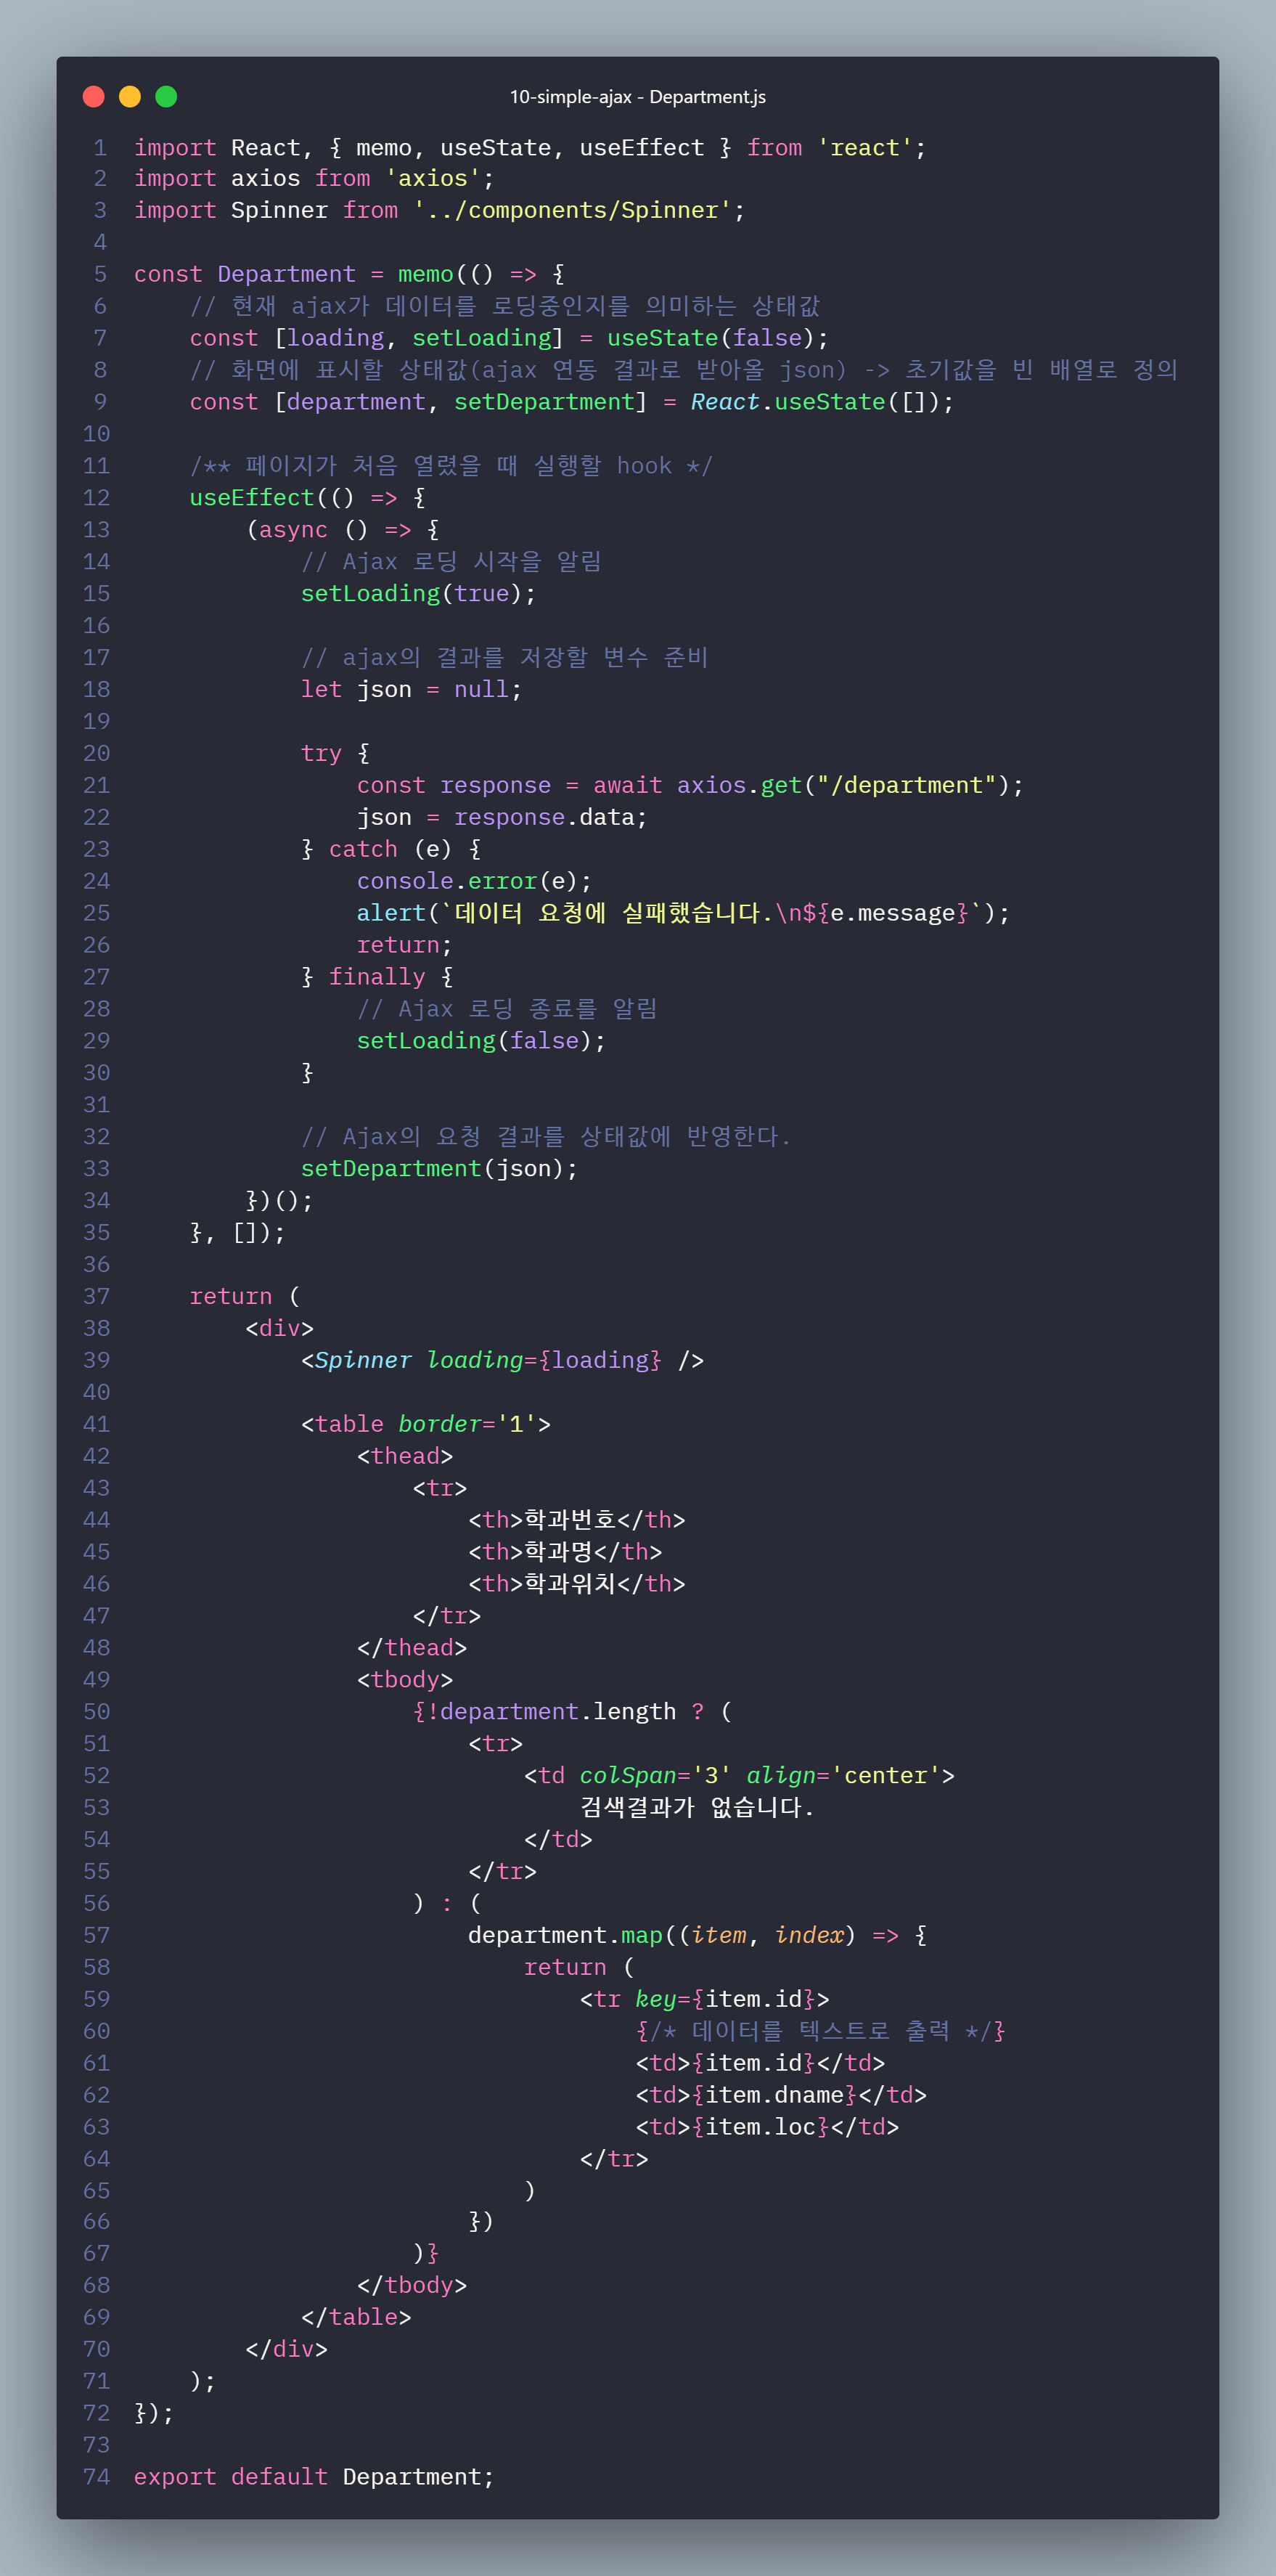 10-simple-ajax - Department.js
1 import React, { memo, useState, useEffect } from 'react';
2 import axios from 'axios';
3 import Spinner from '../components/Spinner';
4
5 const Department = memo(() => {
6     // 현재 ajax가 데이터를 로딩중인지를 의미하는 상태값
7     const [loading, setLoading] = useState(false);
8     // 화면에 표시할 상태값(ajax 연동 결과로 받아올 json) -> 초기값을 빈 배열로 정의
9     const [department, setDepartment] = React.useState([]);
10
11     /** 페이지가 처음 열렸을 때 실행할 hook */
12     useEffect(() => {
13         (async () => {
14             // Ajax 로딩 시작을 알림
15             setLoading(true);
16
17             // ajax의 결과를 저장할 변수 준비
18             let json = null;
19
20             try {
21                 const response = await axios.get("/department");
22                 json = response.data;
23             } catch (e) {
24                 console.error(e);
25                 alert(`데이터 요청에 실패했습니다.\n${e.message}`);
26                 return;
27             } finally {
28                 // Ajax 로딩 종료를 알림
29                 setLoading(false);
30             }
31
32             // Ajax의 요청 결과를 상태값에 반영한다.
33             setDepartment(json);
34         })();
35     }, []);
36
37     return (
38         <div>
39             <Spinner loading={loading} />
40
41             <table border='1'>
42                 <thead>
43                     <tr>
44                         <th>학과번호</th>
45                         <th>학과명</th>
46                         <th>학과위치</th>
47                     </tr>
48                 </thead>
49                 <tbody>
50                     {!department.length ? (
51                         <tr>
52                             <td colSpan='3' align='center'>
53                                 검색결과가 없습니다.
54                             </td>
55                         </tr>
56                     ) : (
57                         department.map((item, index) => {
58                             return (
59                                 <tr key={item.id}>
60                                     {/* 데이터를 텍스트로 출력 */}
61                                     <td>{item.id}</td>
62                                     <td>{item.dname}</td>
63                                     <td>{item.loc}</td>
64                                 </tr>
65                             )
66                         })
67                     )}
68                 </tbody>
69             </table>
70         </div>
71     );
72 });
73
74 export default Department;